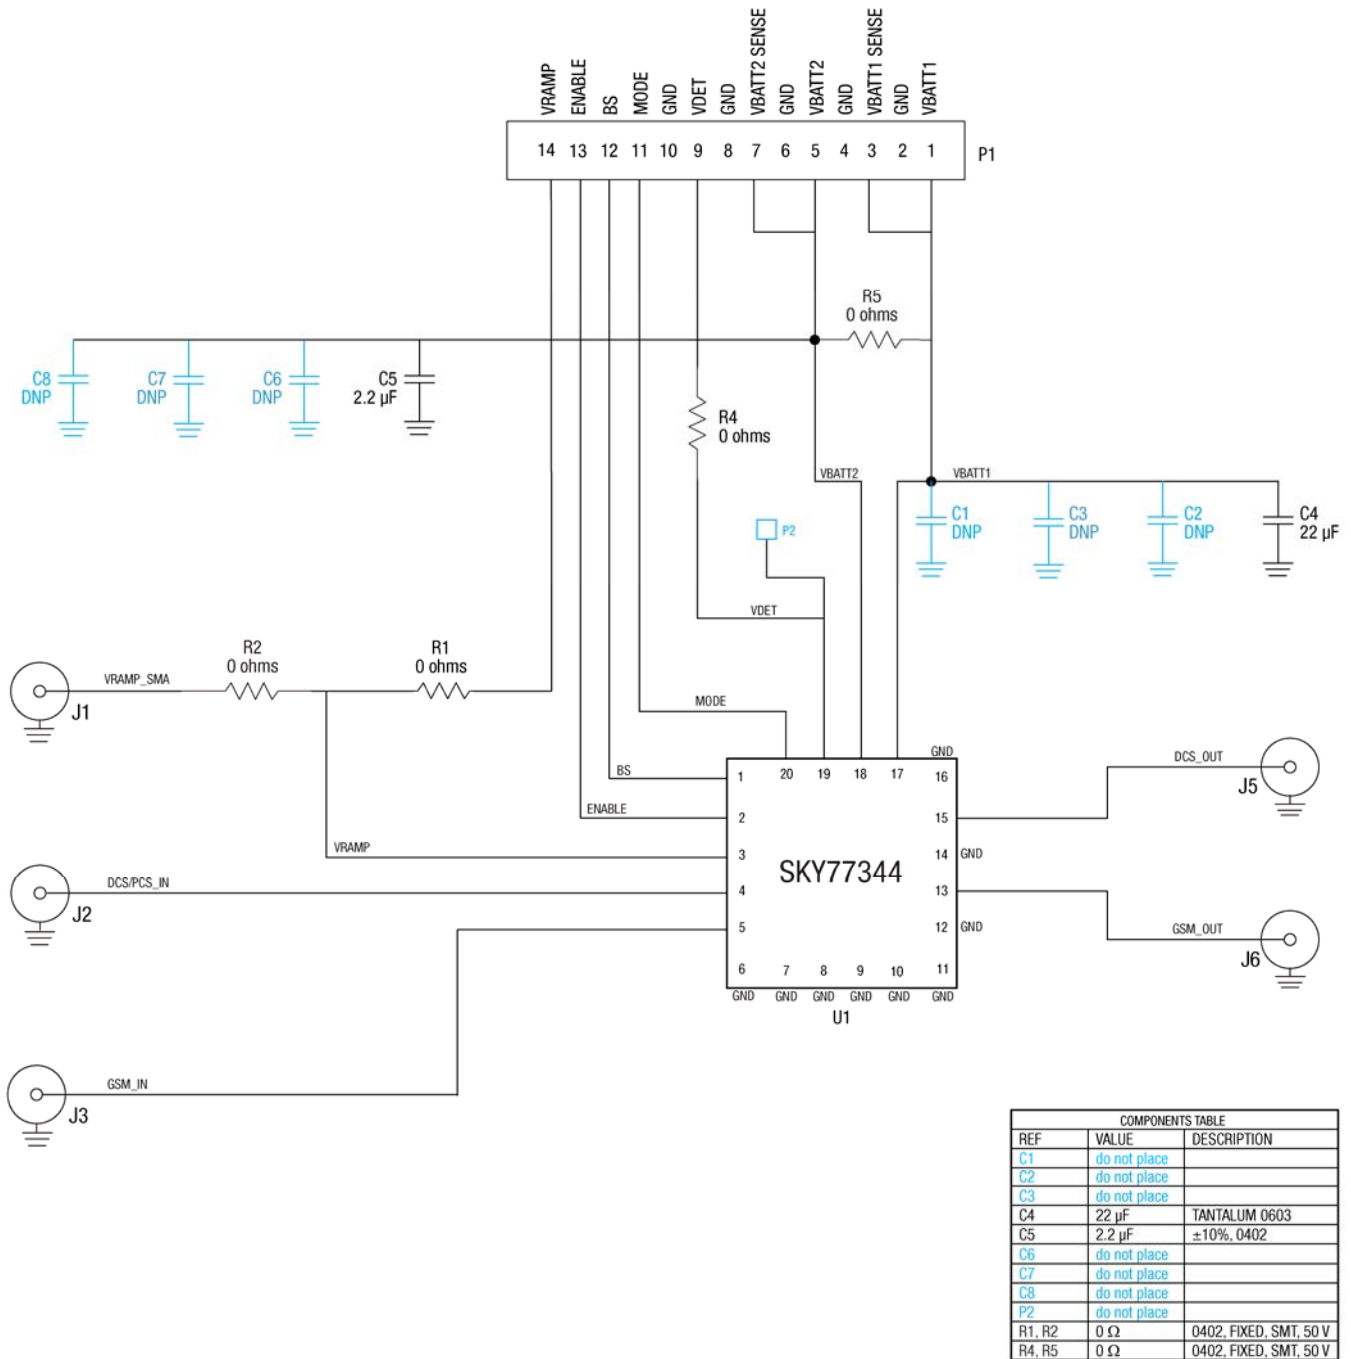 VRAMP
ENABLE
BS
MODE
GND
VDET
GND
VBATT2 SENSE
GND
VBATT2
GND
VBATT1 SENSE
GND
VBATT1
14 13 12 11 10 9 8 7 6 5 4 3 2 1
P1
R5
0 ohms
C8
DNP
C7
DNP
C6
DNP
C5
2.2 µF
R4
0 ohms
VBATT2
VBATT1
C1
DNP
C3
DNP
C2
DNP
C4
22 µF
P2
VDET
R2
0 ohms
R1
0 ohms
VRAMP_SMA
J1
MODE
GND
DCS_OUT
J5
BS
1 20 19 18 17 16
ENABLE
2
15
VRAMP
3
14 GND
SKY77344
DCS/PCS_IN
J2
4
13
5
12 GND
GSM_OUT
J6
6 7 8 9 10 11
GND GND GND GND GND GND
U1
GSM_IN
J3
COMPONENTS TABLE
REF VALUE DESCRIPTION
C1 do not place
C2 do not place
C3 do not place
C4 22 µF TANTALUM 0603
C5 2.2 µF ±10%, 0402
C6 do not place
C7 do not place
C8 do not place
P2 do not place
R1, R2 0 Ω 0402, FIXED, SMT, 50 V
R4, R5 0 Ω 0402, FIXED, SMT, 50 V